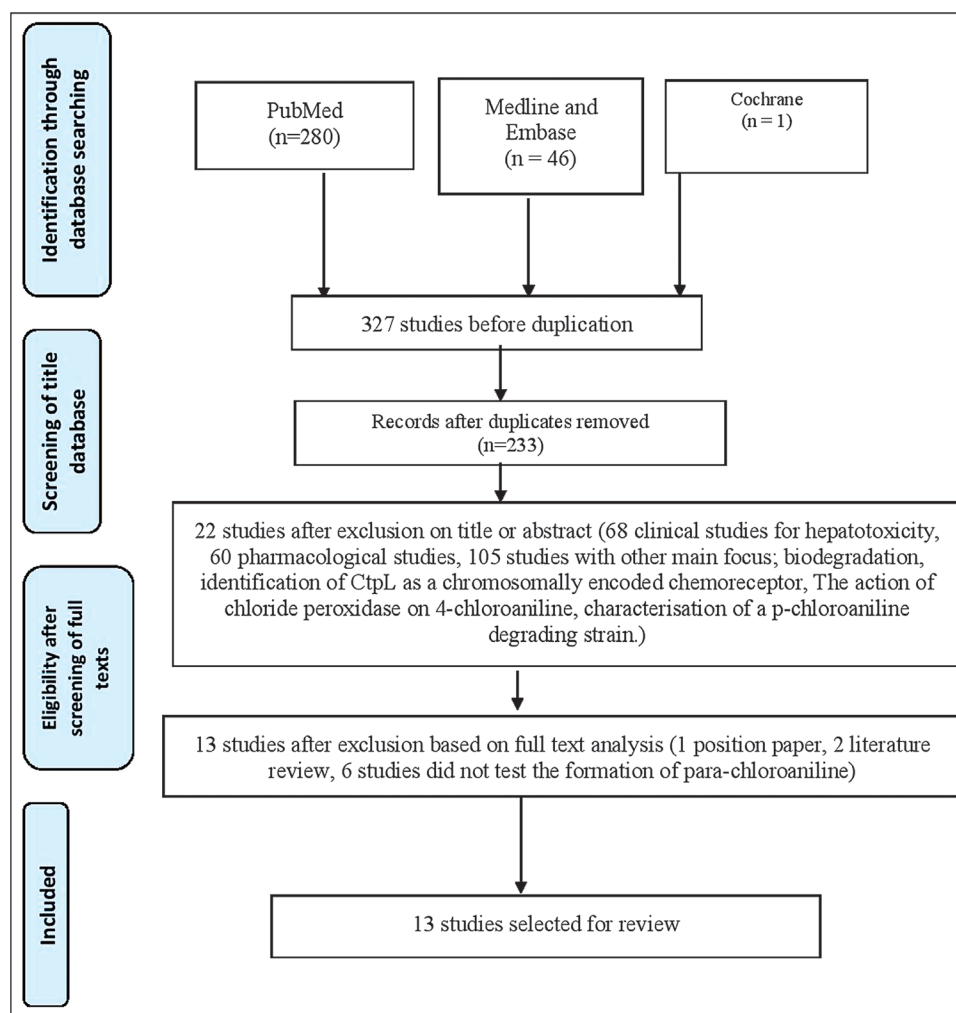 Identification through
database searching
PubMed
(n=280)
Medline and
Embase
(n = 46)
Cochrane
(n = 1)
327 studies before duplication
Screening of title
database
Records after duplicates removed
(n=233)
22 studies after exclusion on title or abstract (68 clinical studies for hepatotoxicity,
60 pharmacological studies, 105 studies with other main focus; biodegradation,
identification of CtpL as a chromosomally encoded chemoreceptor, The action of
chloride peroxidase on 4-chloroaniline, characterisation of a p-chloroaniline
degrading strain.)
Eligibility after
screening of full
texts
13 studies after exclusion based on full text analysis (1 position paper, 2 literature
review, 6 studies did not test the formation of para-chloroaniline)
Included
13 studies selected for review